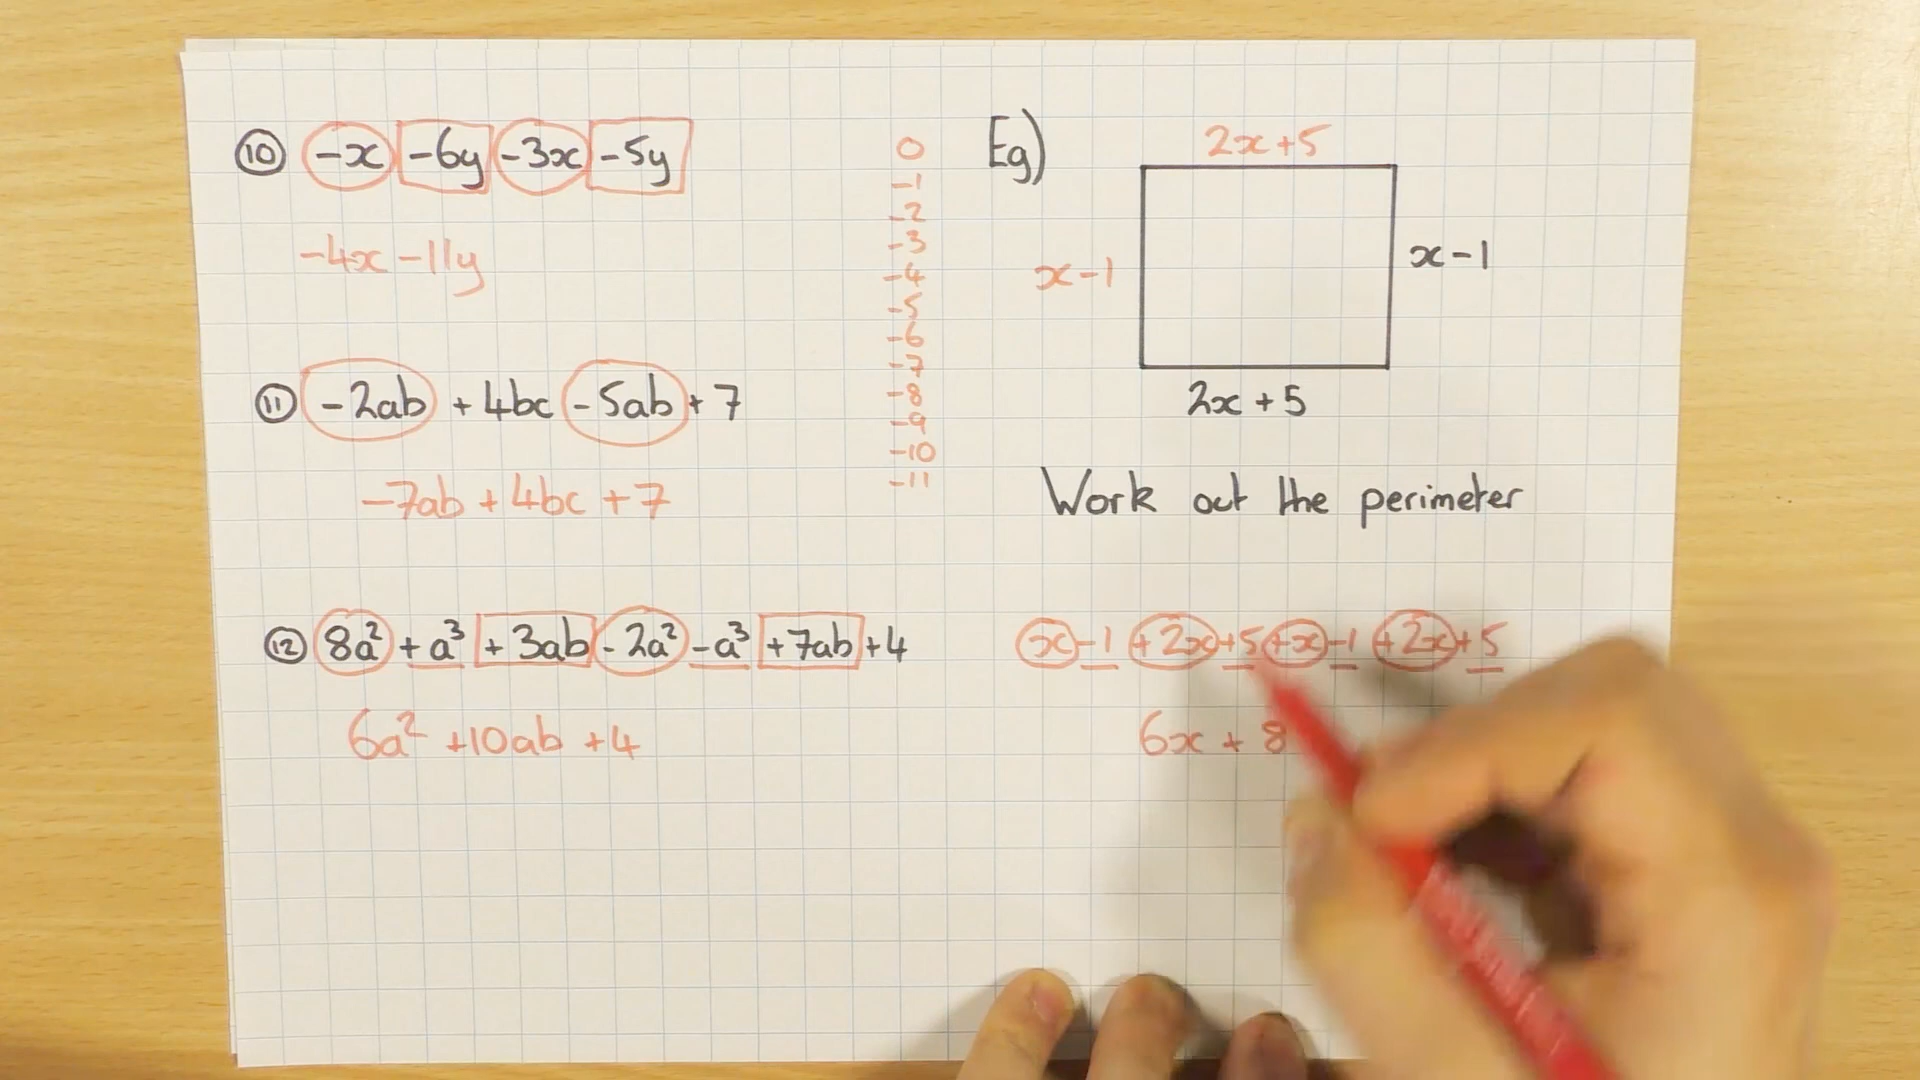 ⑩ -x -6y -3x -5y
-4x -11y
⑪ -2ab + 4bc - 5ab + 7
-7ab + 4bc + 7
⑫ 8a² + a³ + 3ab - 2a² - a³ + 7ab + 4
6a² + 10ab + 4
0
-1
-2
-3
-4
-5
-6
-7
-8
-9
-10
-11
Eg)
2x + 5
x - 1
x - 1
2x + 5
Work out the perimeter
x - 1 + 2x + 5 + x - 1 + 2x + 5
6x + 8